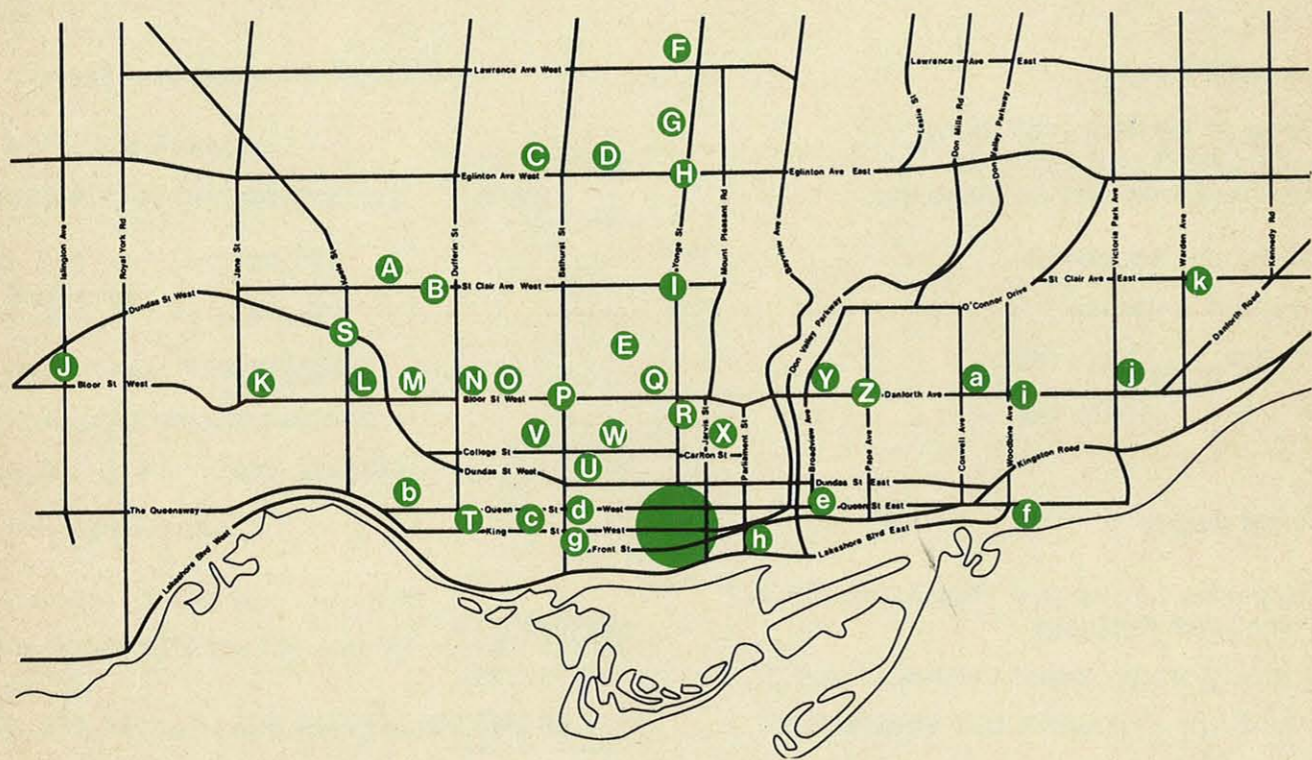 F
Lawrence Ave West
Lawrence Ave East
G
Leslie St
Don Mills Rd
Don Valley Parkway
C
D
Eglinton Ave West
H
Eglinton Ave East
Islington Ave
Royal York Rd
Jane St
Keele St
Dufferin St
Bathurst St
Yonge St
Mount Pleasant Rd
Bayview Ave
Victoria Park Ave
Warden Ave
Kennedy Rd
A
B
St Clair Ave West
I
St Clair Ave East
k
Dundas St West
O'Connor Drive
Don Valley Parkway
Danforth Road
S
E
J
Bloor St West
K
L
M
N
O
Bloor St West
P
Q
Y
Z
Danforth Ave
a
i
j
R
Jarvis St
X
Parliament St
Broadview Ave
Pape Ave
Coxwell Ave
Woodbine Ave
V
W
College St
Carlton St
Kingston Road
U
Dundas St West
Dundas St East
b
The Queensway
T
Queen St West
c
d
e
Queen St East
f
King St West
g
Front St
h
Lakeshore Blvd East
Lakeshore Blvd West